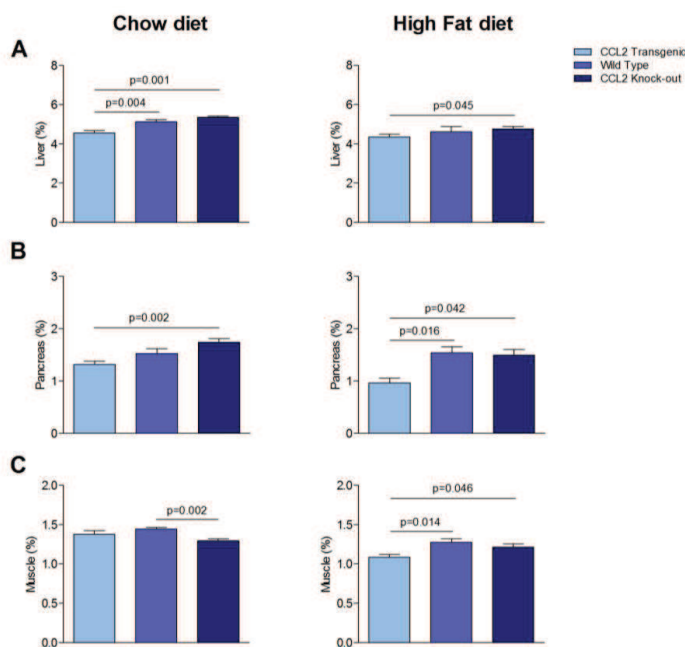 Chow diet
High Fat diet
CCL2 Transgenic
Wild Type
CCL2 Knock-out
A
Liver (%)
8
6
4
2
0
p=0.001
p=0.004
Liver (%)
8
6
4
2
0
p=0.045
B
Pancreas (%)
3
2
1
0
p=0.002
Pancreas (%)
3
2
1
0
p=0.042
p=0.016
C
Muscle (%)
2.0
1.5
1.0
0.5
0.0
p=0.002
Muscle (%)
2.0
1.5
1.0
0.5
0.0
p=0.046
p=0.014